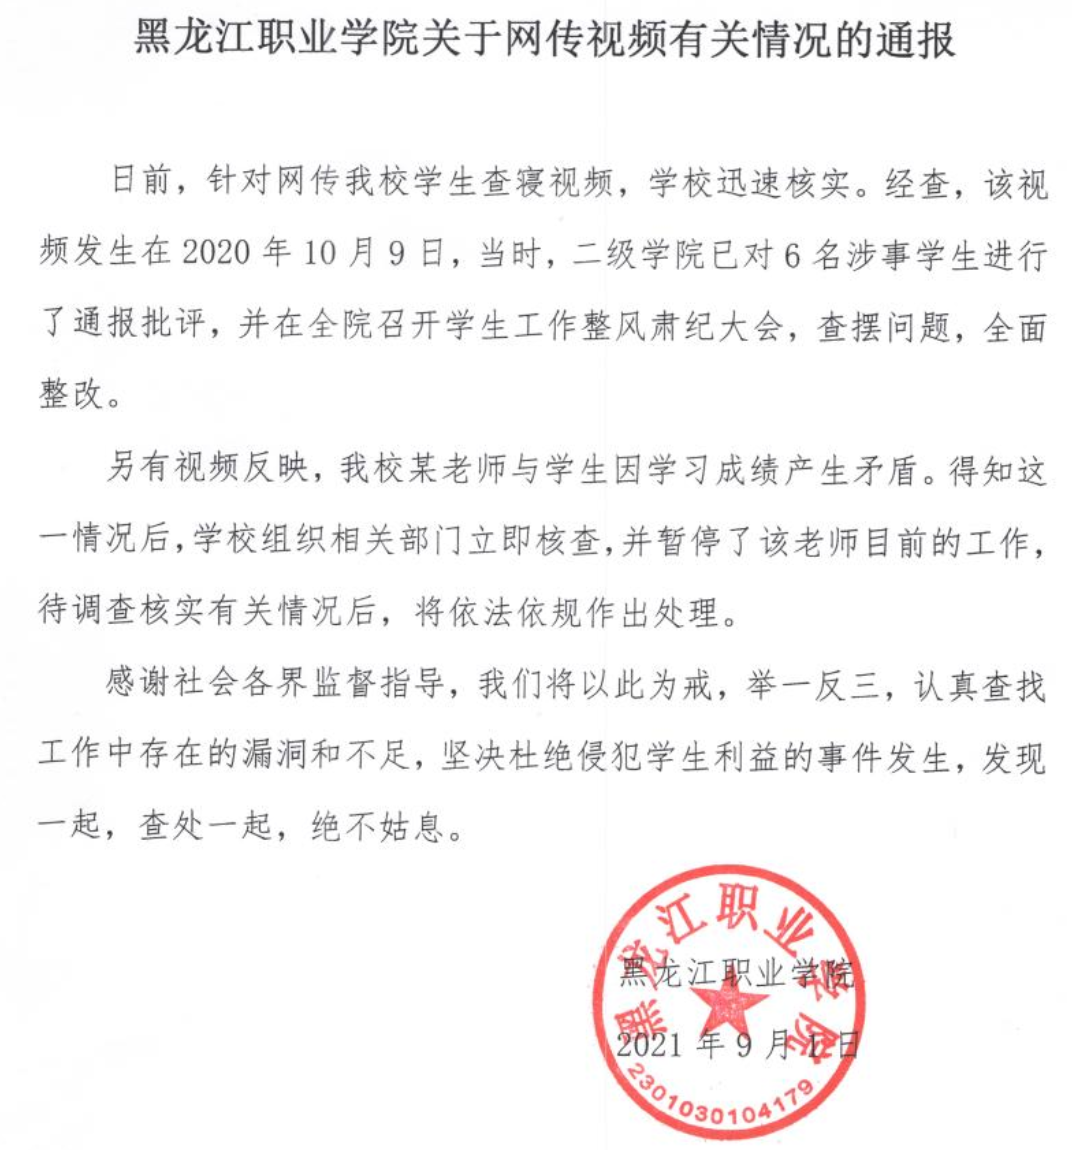 黑龙江职业学院关于网传视频有关情况的通报
日前，针对网传我校学生查寝视频，学校迅速核实。经查，该视
频发生在 2020 年 10 月 9 日，当时，二级学院已对 6 名涉事学生进行
了通报批评，并在全院召开学生工作整风肃纪大会，查摆问题，全面
整改。
另有视频反映，我校某老师与学生因学习成绩产生矛盾。得知这
一情况后，学校组织相关部门立即核查，并暂停了该老师目前的工作，
待调查核实有关情况后，将依法依规作出处理。
感谢社会各界监督指导，我们将以此为戒，举一反三，认真查找
工作中存在的漏洞和不足，坚决杜绝侵犯学生利益的事件发生，发现
一起，查处一起，绝不姑息。
黑龙江职业学院
黑龙江职业学院
2021 年 9 月 1 日
2301030104179